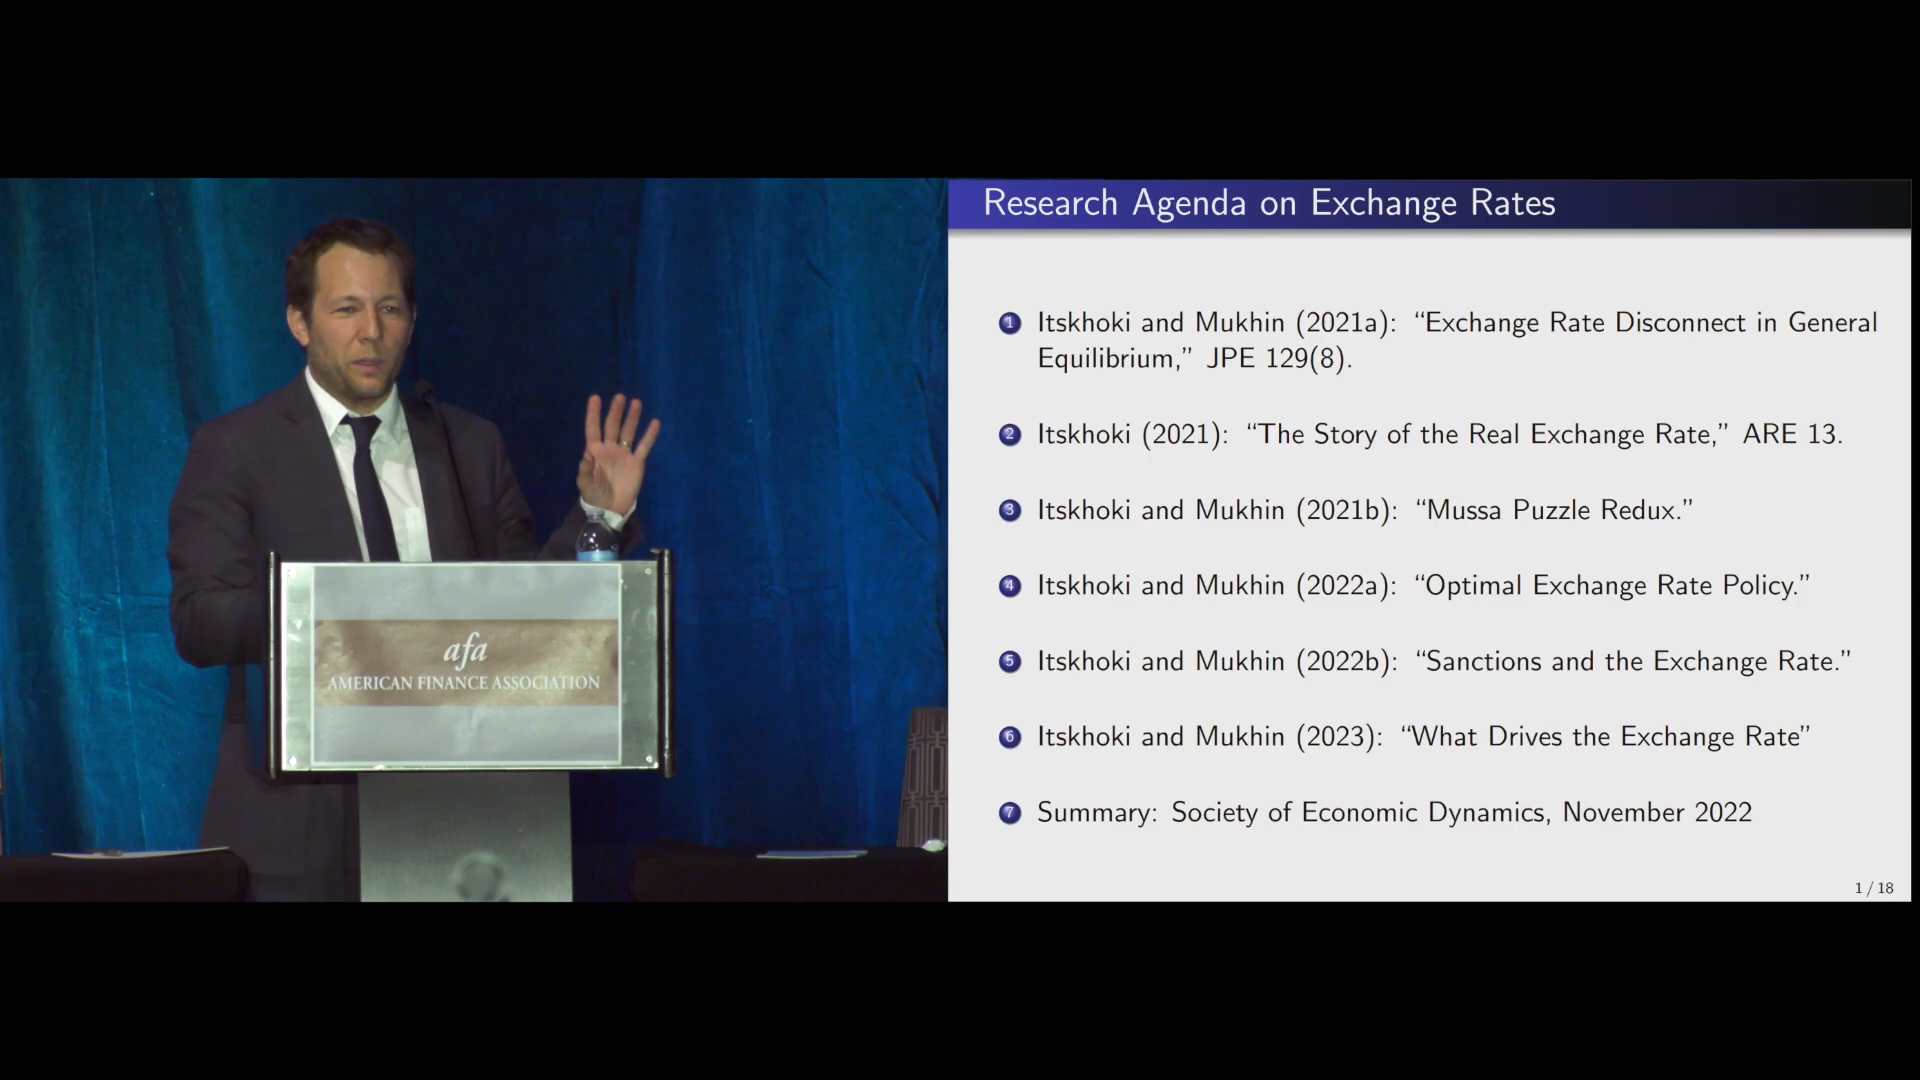 afa
AMERICAN FINANCE ASSOCIATION
Research Agenda on Exchange Rates
1 Itskhoki and Mukhin (2021a): “Exchange Rate Disconnect in General
Equilibrium,” JPE 129(8).
2 Itskhoki (2021): “The Story of the Real Exchange Rate,” ARE 13.
3 Itskhoki and Mukhin (2021b): “Mussa Puzzle Redux.”
4 Itskhoki and Mukhin (2022a): “Optimal Exchange Rate Policy.”
5 Itskhoki and Mukhin (2022b): “Sanctions and the Exchange Rate.”
6 Itskhoki and Mukhin (2023): “What Drives the Exchange Rate”
7 Summary: Society of Economic Dynamics, November 2022
1 / 18